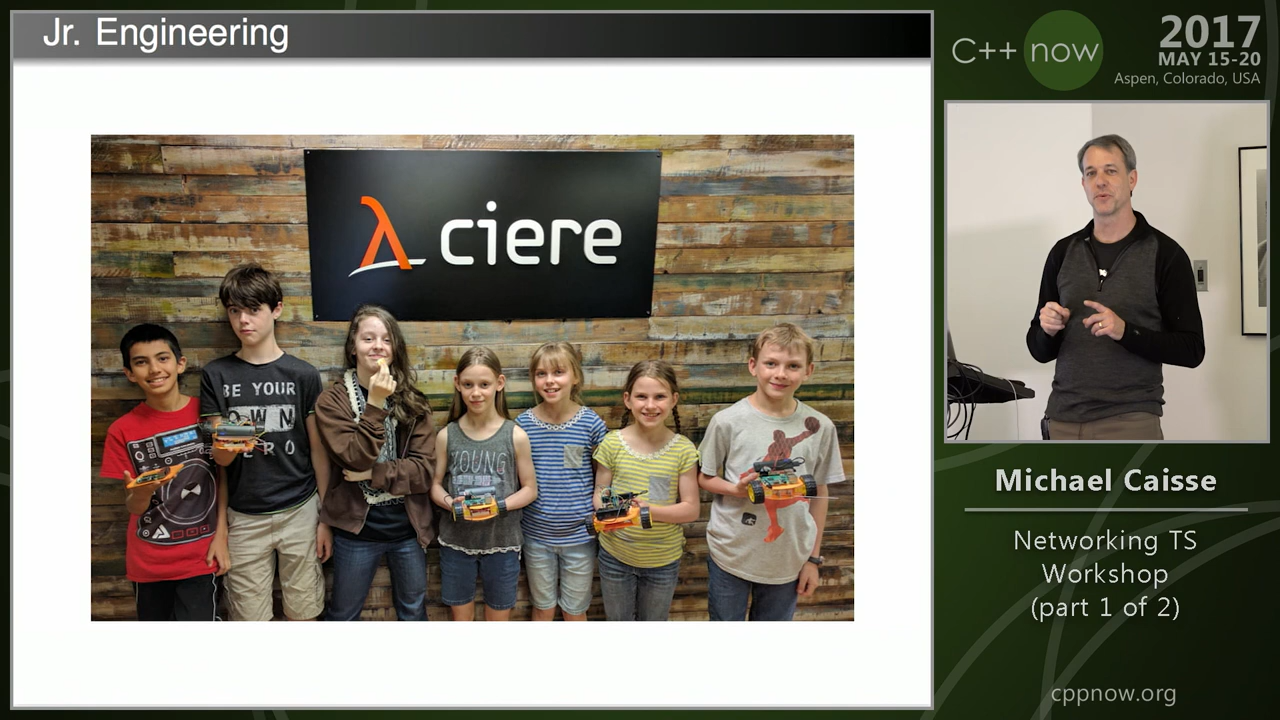 Jr. Engineering
ciere
BE YOUR
OWN
ERO
YOUNG
C++ now
2017
MAY 15-20
Aspen, Colorado, USA
Michael Caisse
Networking TS
Workshop
(part 1 of 2)
cppnow.org